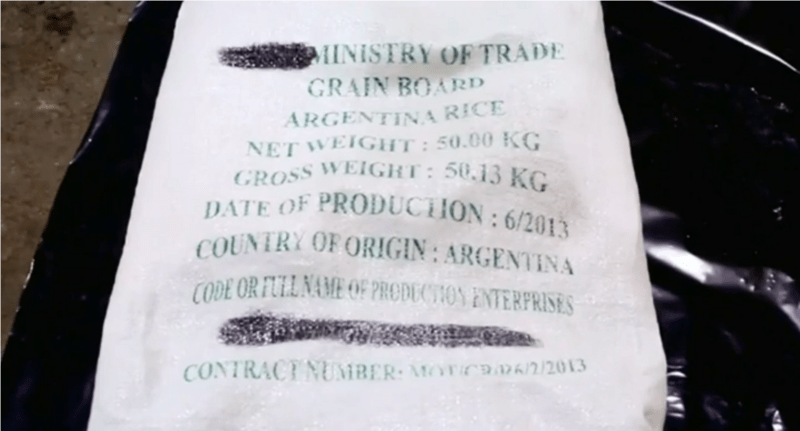 MINISTRY OF TRADE
GRAIN BOARD
ARGENTINA RICE
NET WEIGHT : 50.00 KG
GROSS WEIGHT : 50.13 KG
DATE OF PRODUCTION : 6/2013
COUNTRY OF ORIGIN : ARGENTINA
CODE OR FULL NAME OF PRODUCTION ENTERPRISES
CONTRACT NUMBER: